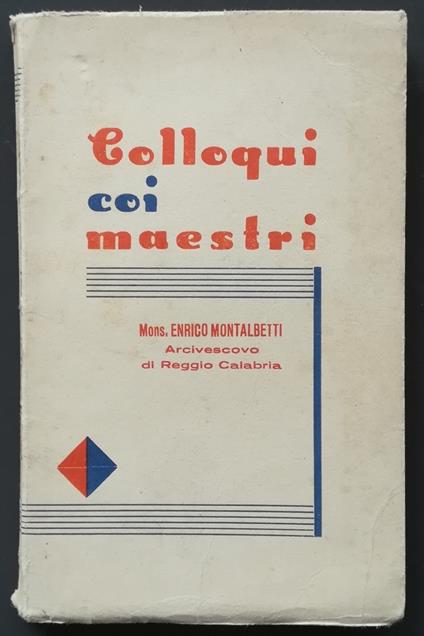 Colloqui
coi
maestri
Mons. ENRICO MONTALBETTI
Arcivescovo
di Reggio Calabria